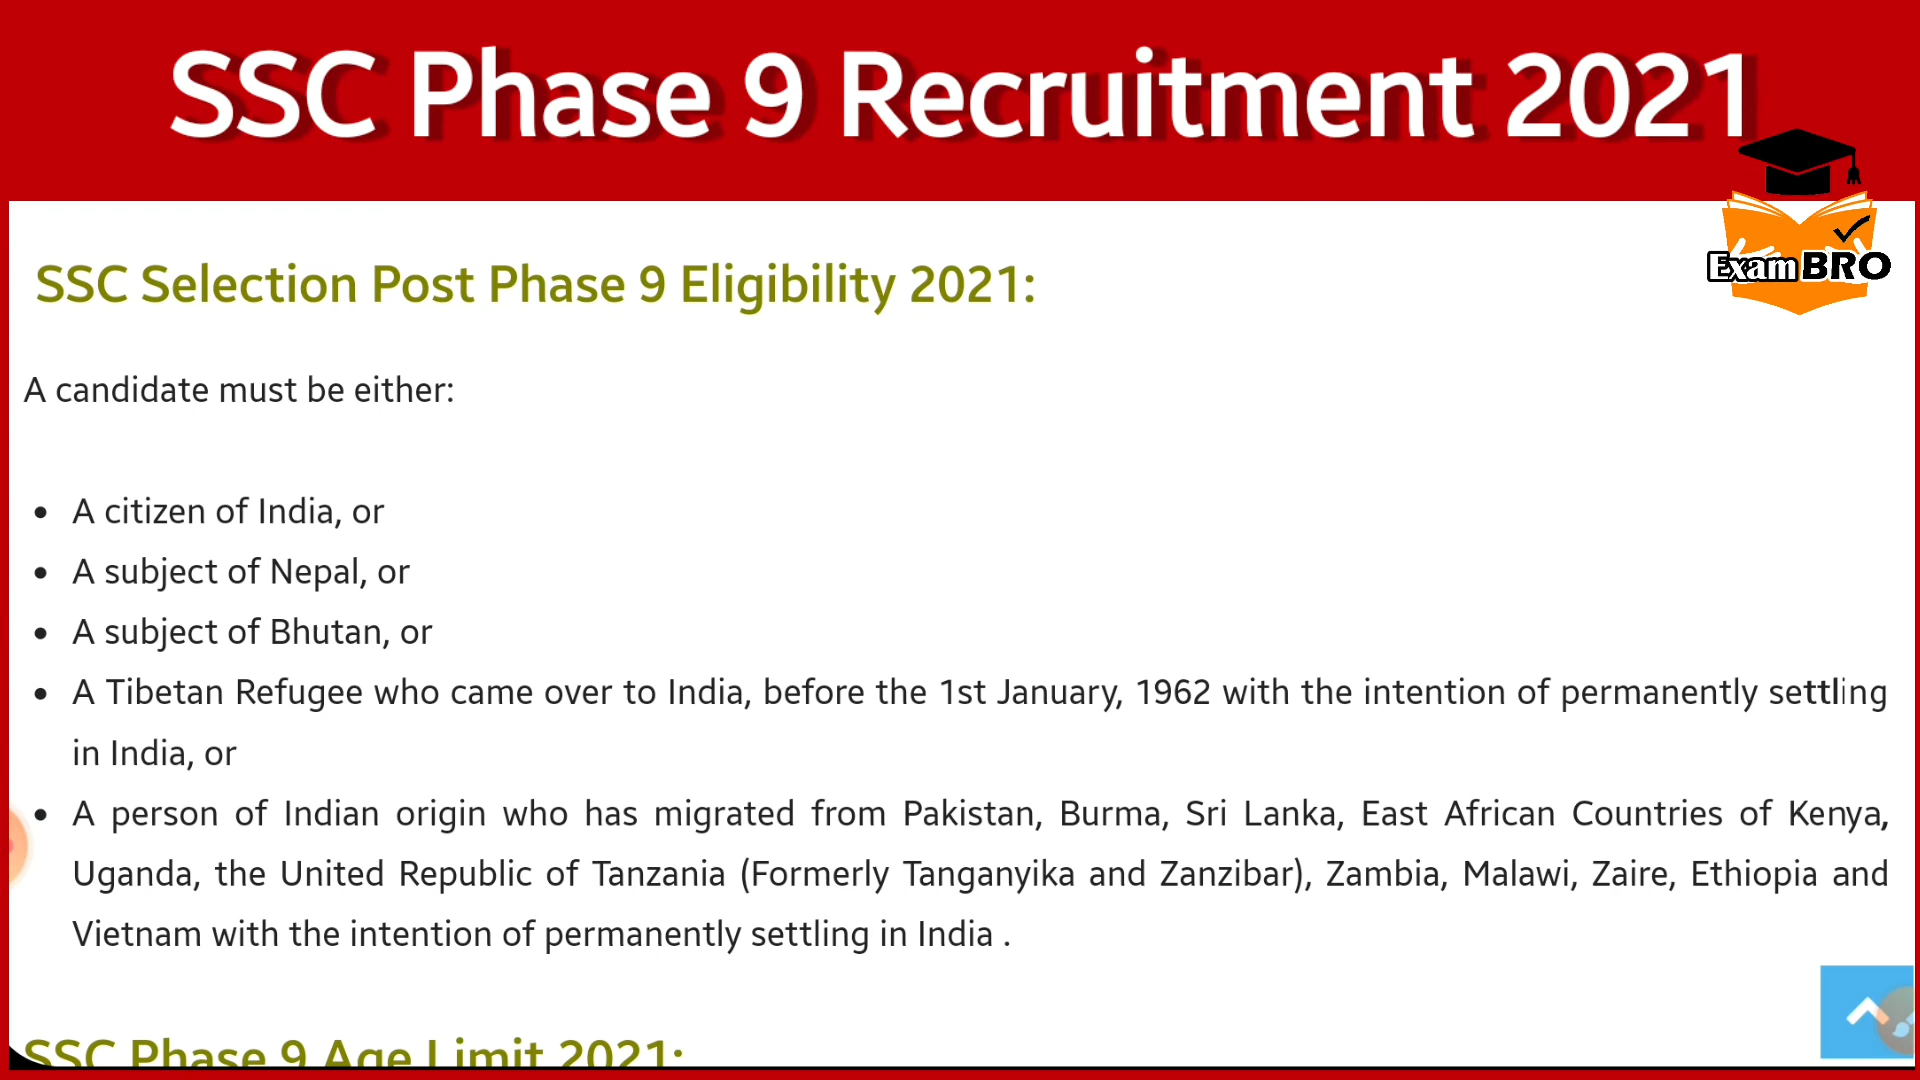 SSC Phase 9 Recruitment 2021
Exam BRO
SSC Selection Post Phase 9 Eligibility 2021:
A candidate must be either:
• A citizen of India, or
• A subject of Nepal, or
• A subject of Bhutan, or
• A Tibetan Refugee who came over to India, before the 1st January, 1962 with the intention of permanently settling
in India, or
• A person of Indian origin who has migrated from Pakistan, Burma, Sri Lanka, East African Countries of Kenya,
Uganda, the United Republic of Tanzania (Formerly Tanganyika and Zanzibar), Zambia, Malawi, Zaire, Ethiopia and
Vietnam with the intention of permanently settling in India .
SSC Phase 9 Age Limit 2021: